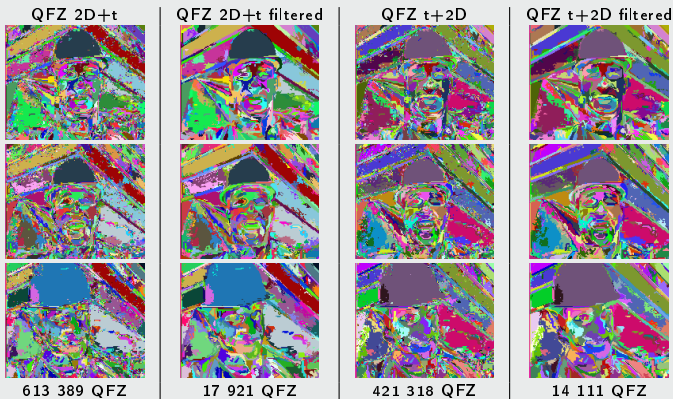 QFZ 2D+t
QFZ 2D+t filtered
QFZ t+2D
QFZ t+2D filtered
613 389 QFZ
17 921 QFZ
421 318 QFZ
14 111 QFZ